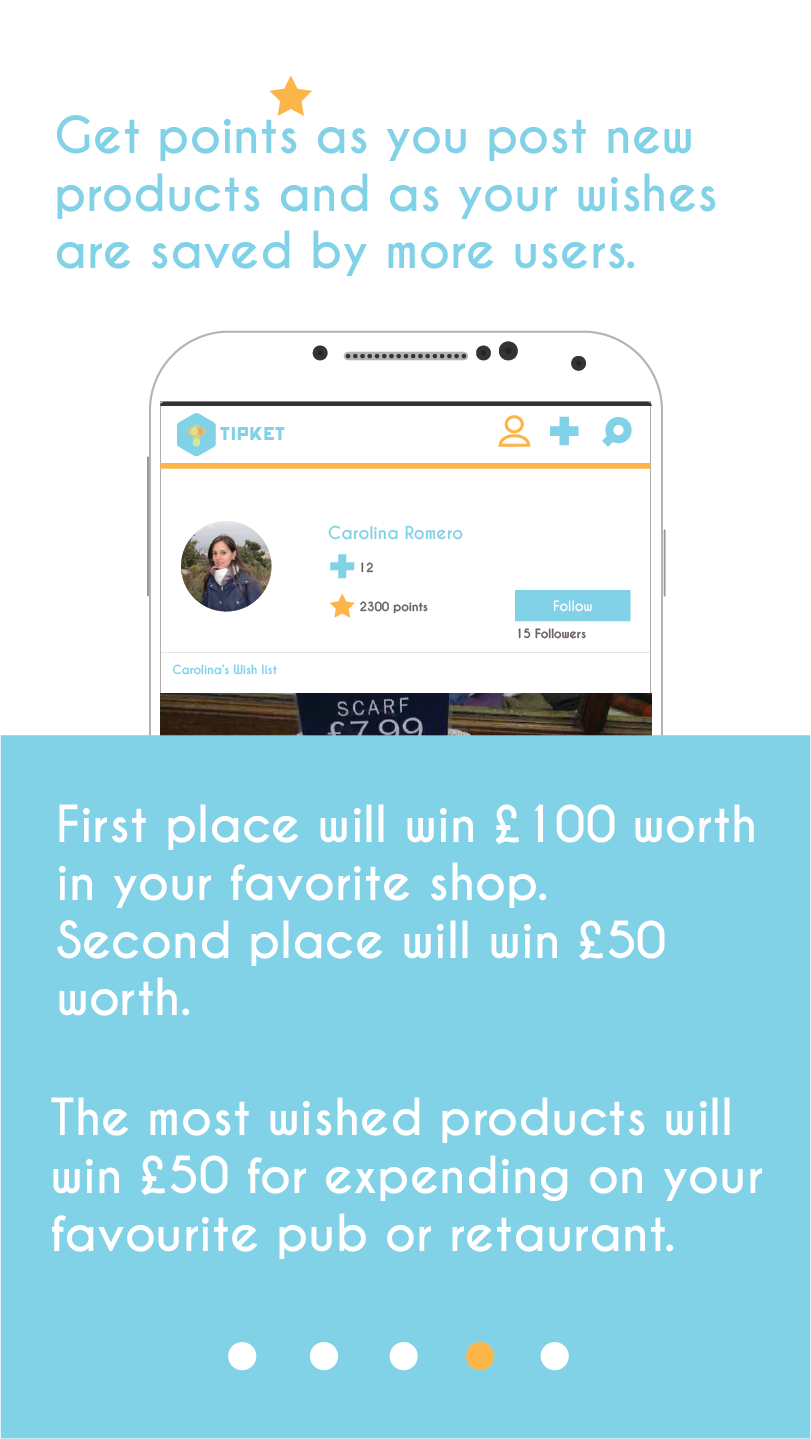 Get points as you post new
products and as your wishes
are saved by more users.
TIPKET
Carolina Romero
12
2300 points
Follow
15 Followers
Carolina's Wish list
SCARF
£7.99
First place will win £100 worth
in your favorite shop.
Second place will win £50
worth.
The most wished products will
win £50 for expending on your
favourite pub or retaurant.